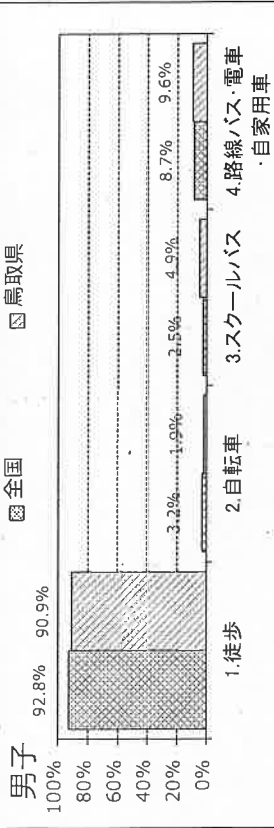 男子
全国 鳥取県
100%
80%
60%
40%
20%
0%
92.8% 90.9%
3.2% 1.9%
2.5% 4.9%
8.7% 9.6%
1.徒歩 2.自転車 3.スクールバス 4.路線バス・電車
・自家用車